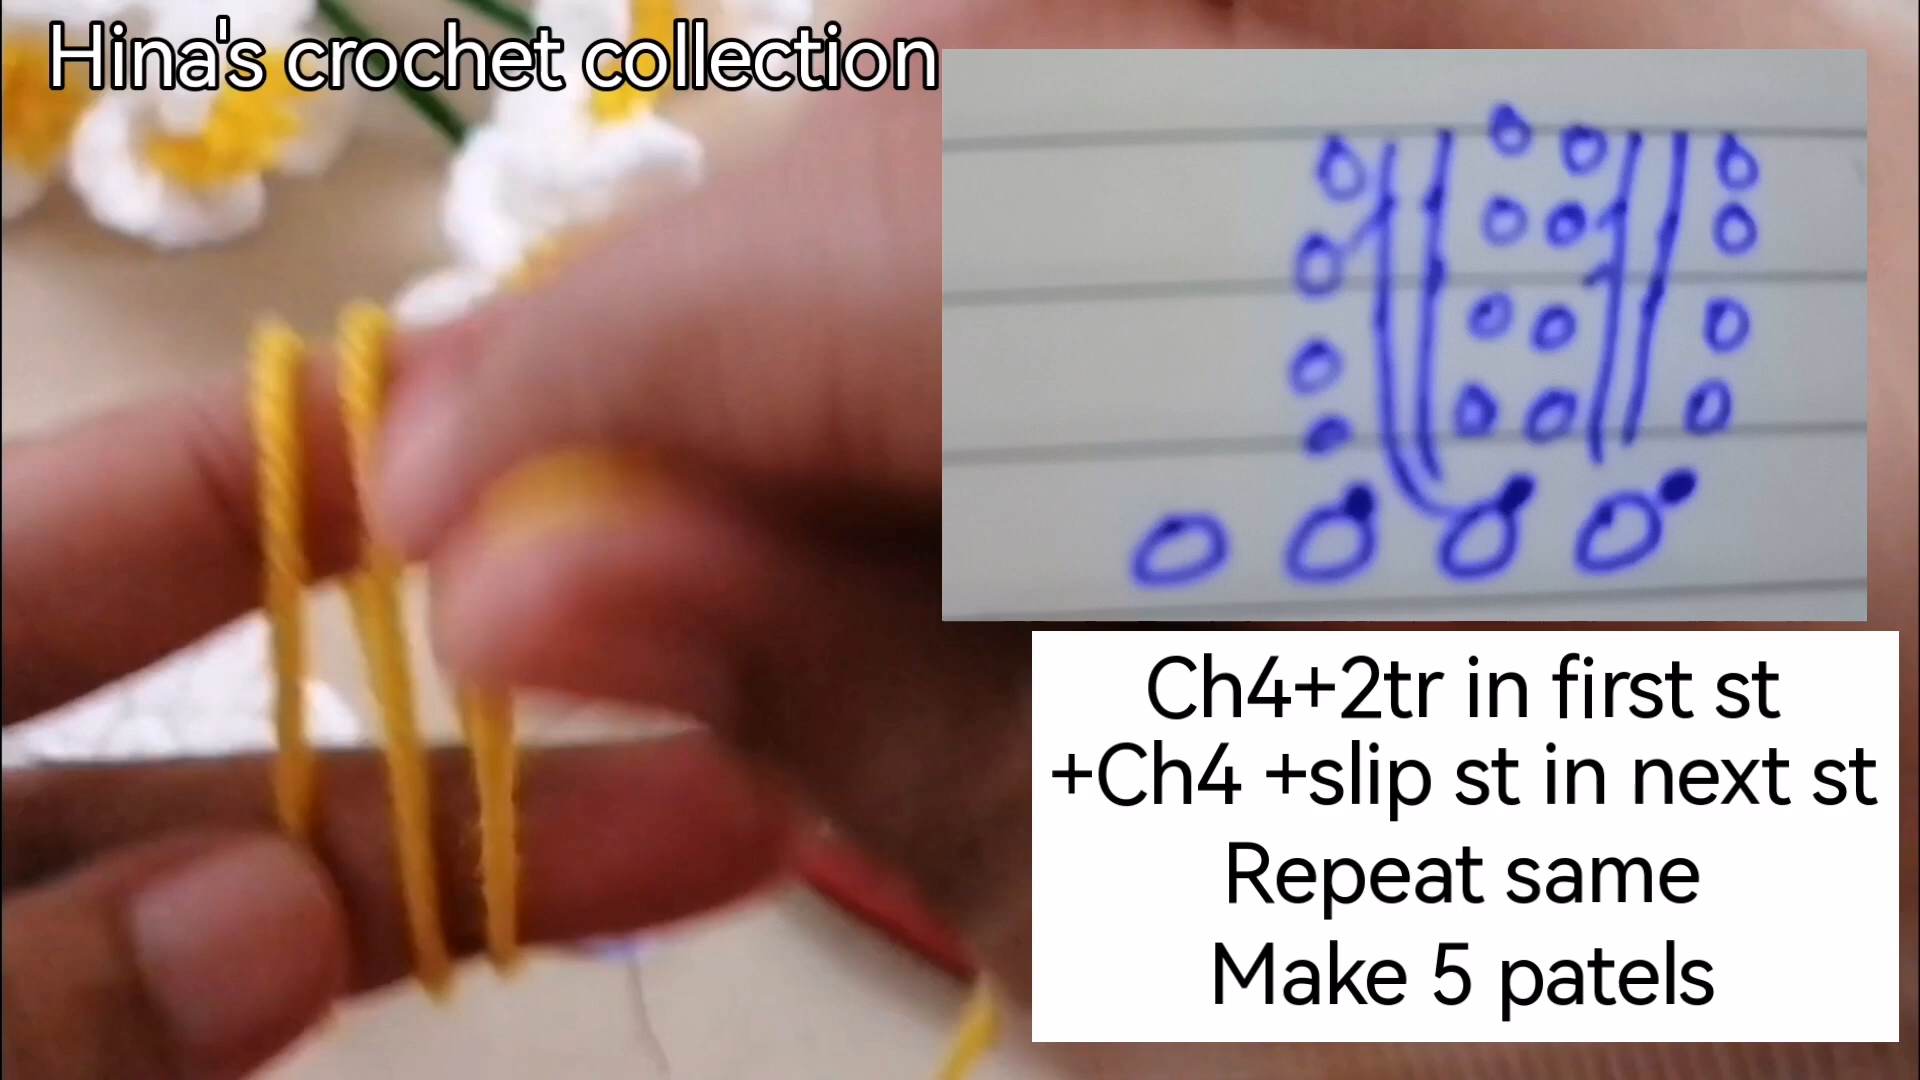 Hina's crochet collection
Ch4+2tr in first st
+Ch4 +slip st in next st
Repeat same
Make 5 patels